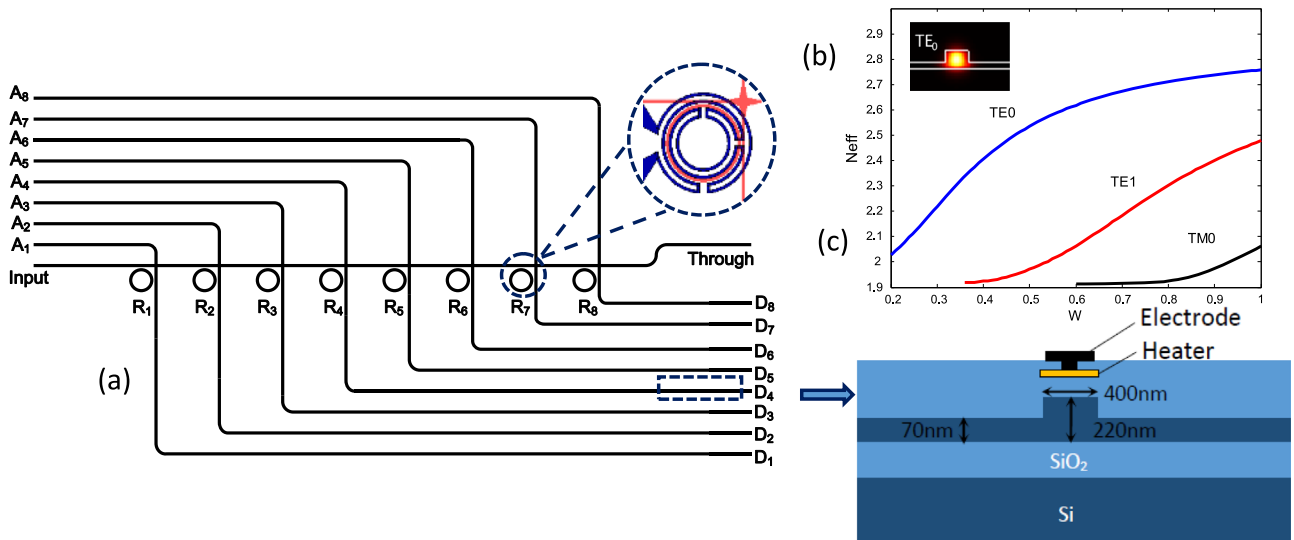 A8
A7
A6
A5
A4
A3
A2
A1
Input
Through
R1 R2 R3 R4 R5 R6 R7 R8
D8
D7
D6
D5
D4
D3
D2
D1
(a)
(b)
2.9
2.8
2.7
2.6
2.5
2.4
2.3
2.2
2.1
2
1.9
Neff
0.2 0.3 0.4 0.5 0.6 0.7 0.8 0.9 1
W
TE0
TE0
TE1
TM0
(c)
Electrode
Heater
400nm
70nm
220nm
SiO2
Si